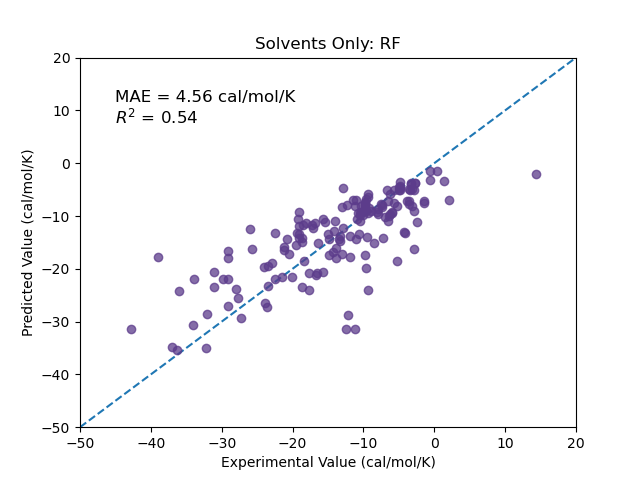 Solvents Only: RF
MAE = 4.56 cal/mol/K
R² = 0.54
Predicted Value (cal/mol/K)
20
10
0
−10
−20
−30
−40
−50
−50 −40 −30 −20 −10 0 10 20
Experimental Value (cal/mol/K)